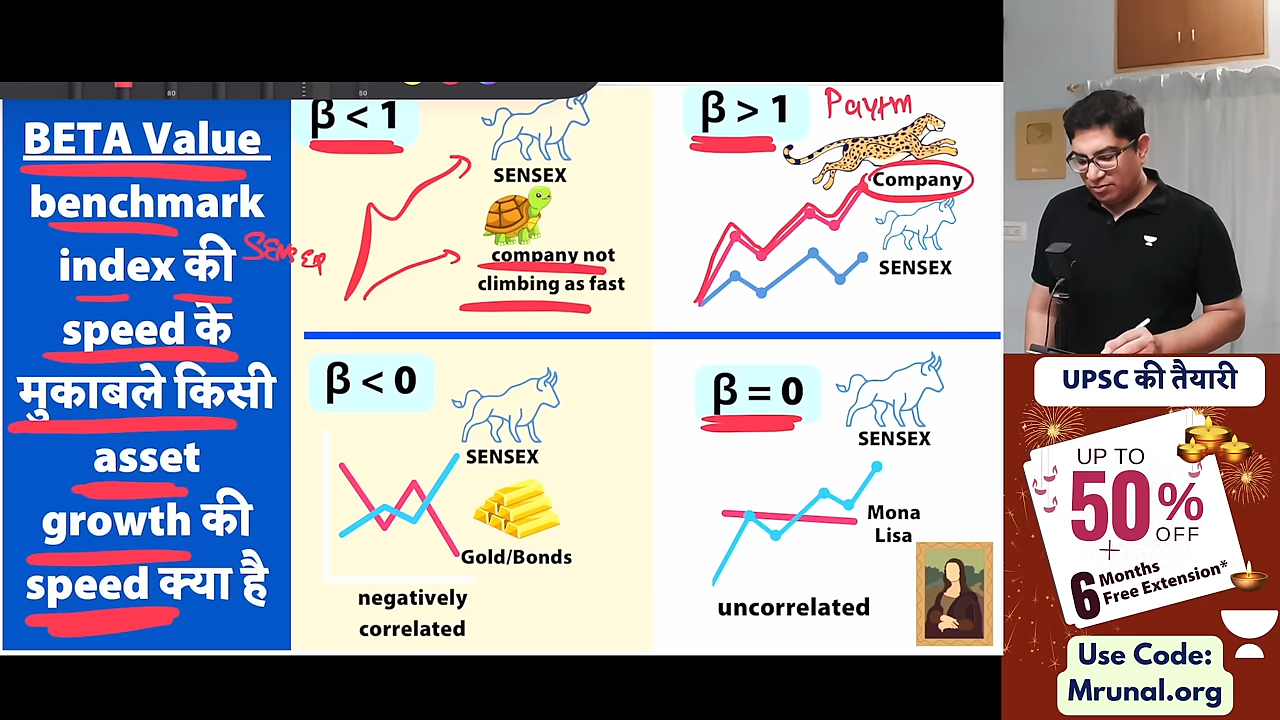 BETA Value
benchmark
index की
speed के
मुकाबले किसी
asset
growth की
speed क्या है
80
50
β < 1
SENSEX
company not
climbing as fast
β > 1
Paytm
Company
SENSEX
β < 0
SENSEX
Gold/Bonds
negatively
correlated
β = 0
SENSEX
Mona
Lisa
uncorrelated
UPSC की तैयारी
UP TO
50%
OFF
+
6 Months
Free Extension*
Use Code:
Mrunal.org